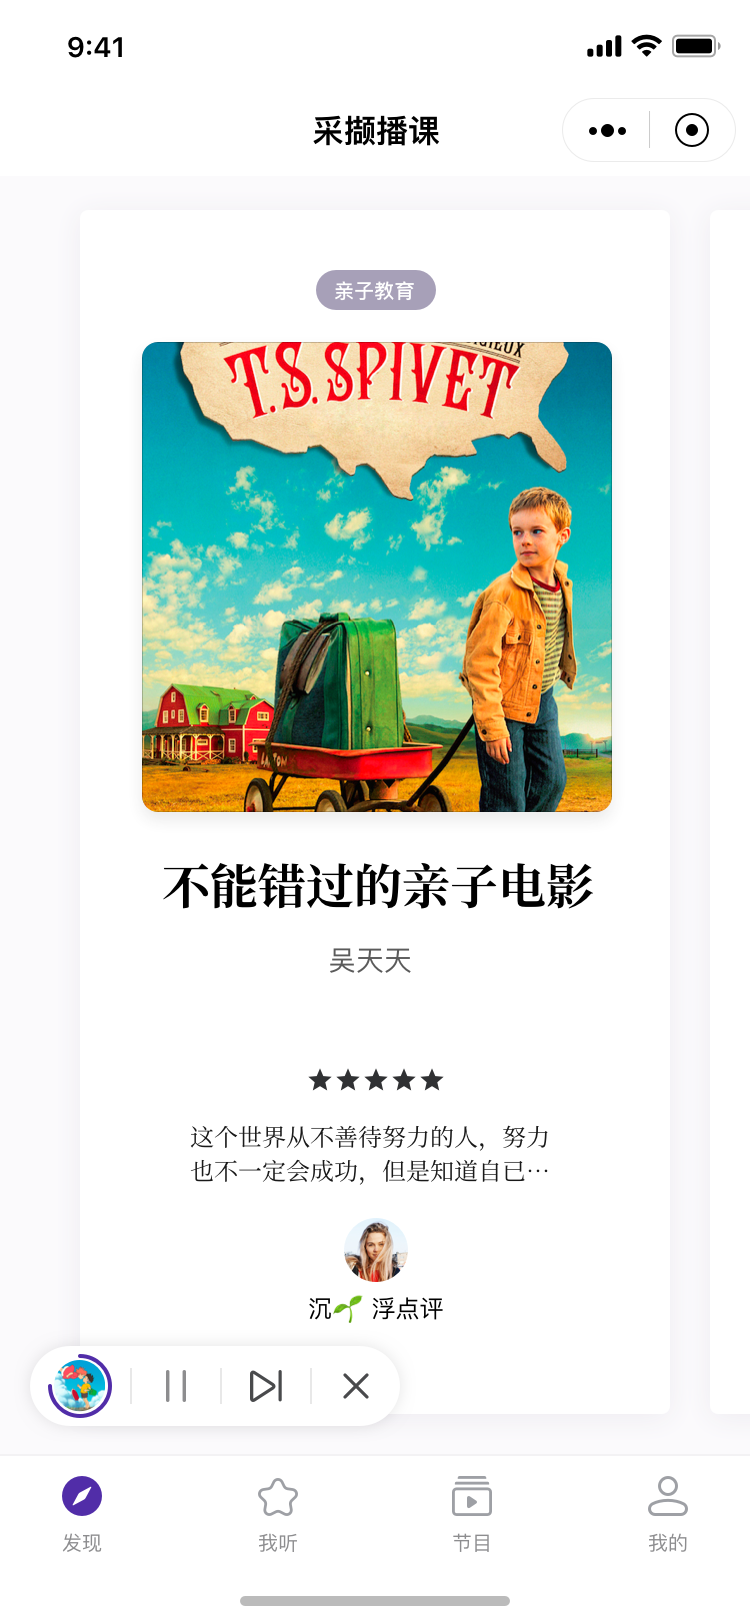 9:41
采撷播课
亲子教育
T.S. SPIVET
不能错过的亲子电影
吴天天
★★★★★
这个世界从不善待努力的人，努力
也不一定会成功，但是知道自已…
沉🌱 浮点评
发现
我听
节目
我的